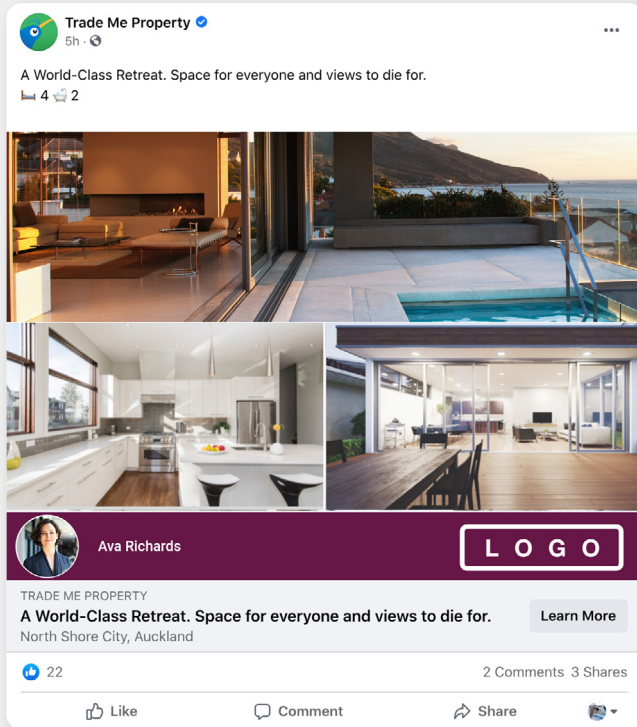 Trade Me Property
5h ·
A World-Class Retreat. Space for everyone and views to die for.
4 2
Ava Richards
LOGO
TRADE ME PROPERTY
A World-Class Retreat. Space for everyone and views to die for.
Learn More
North Shore City, Auckland
22
2 Comments 3 Shares
Like
Comment
Share